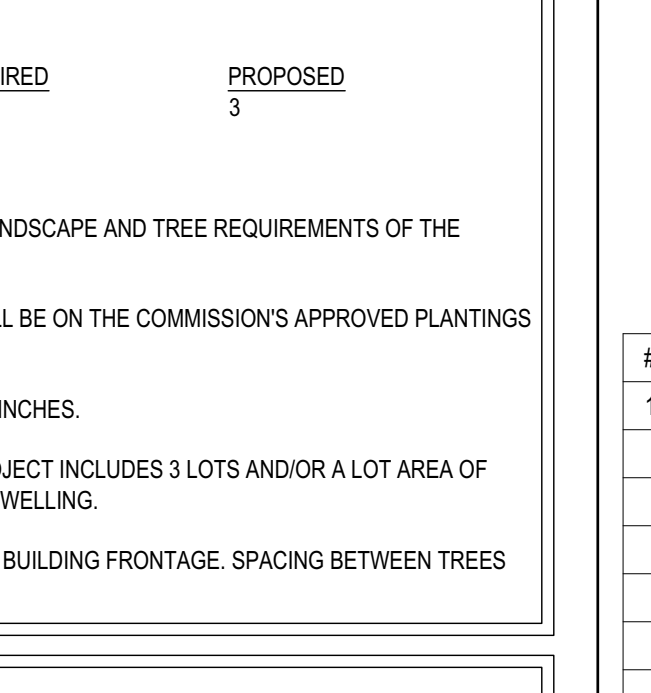 IRED PROPOSED
3
NDSCAPE AND TREE REQUIREMENTS OF THE
L BE ON THE COMMISSION'S APPROVED PLANTINGS
INCHES.
JECT INCLUDES 3 LOTS AND/OR A LOT AREA OF
WELLING.
BUILDING FRONTAGE. SPACING BETWEEN TREES
#
1